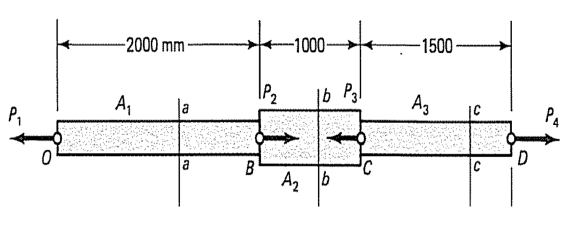 2000 mm 1000 1500
P₂ b P₃
P₁ A₁ a A₃ c P₄
O a B A₂ b C c D